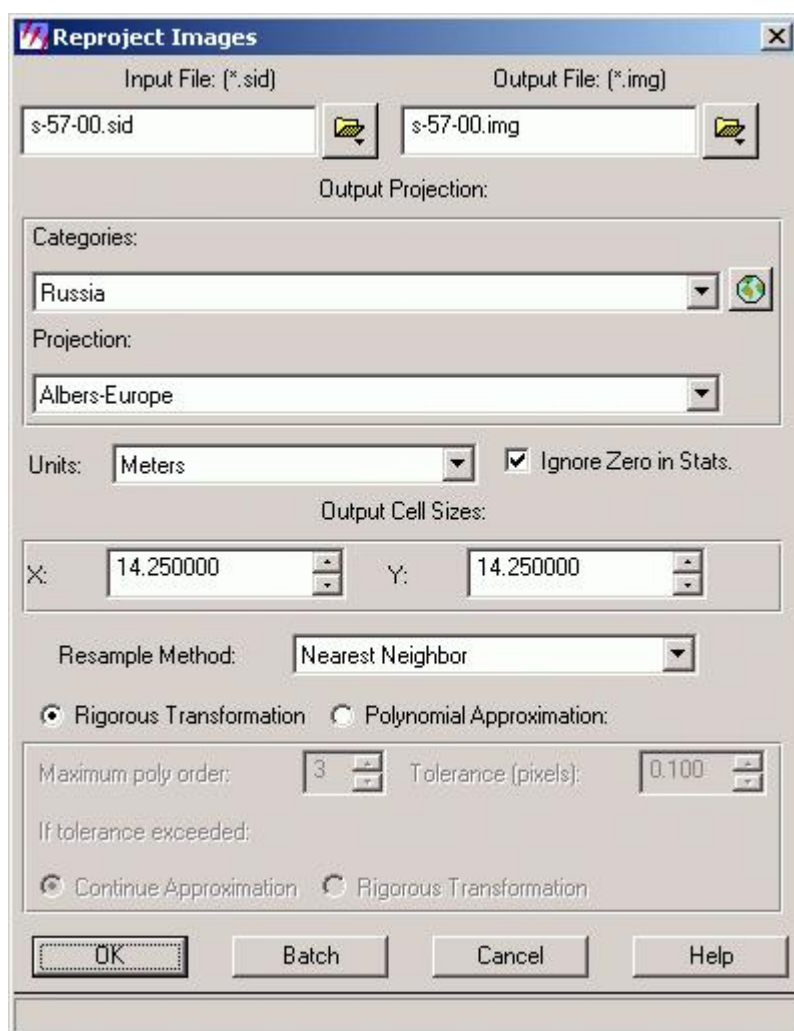 Reproject Images
Input File: (*.sid) Output File: (*.img)
s-57-00.sid s-57-00.img
Output Projection:
Categories:
Russia
Projection:
Albers-Europe
Units: Meters Ignore Zero in Stats.
Output Cell Sizes:
X: 14.250000 Y: 14.250000
Resample Method: Nearest Neighbor
Rigorous Transformation Polynomial Approximation:
Maximum poly order: 3 Tolerance (pixels): 0.100
If tolerance exceeded:
Continue Approximation Rigorous Transformation
OK Batch Cancel Help